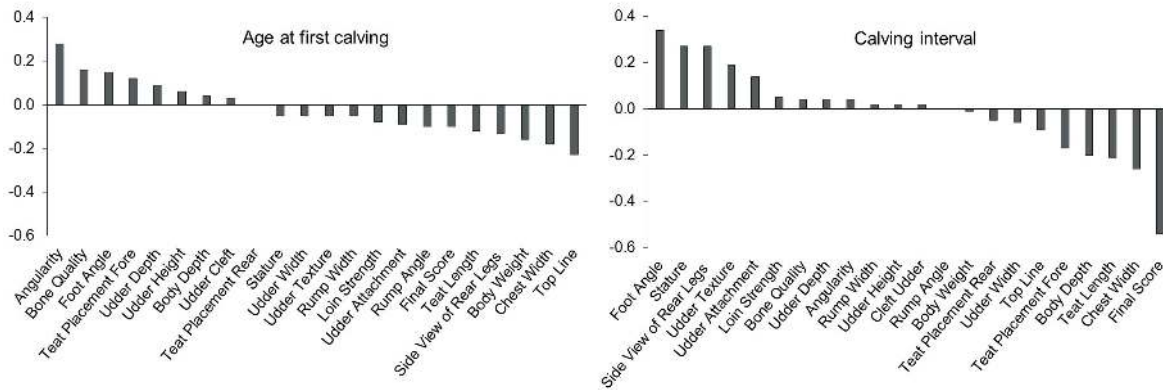 Age at first calving
0.4
0.2
0.0
-0.2
-0.4
-0.6
Angularity
Bone Quality
Foot Angle
Teat Placement Fore
Udder Depth
Udder Height
Body Depth
Udder Cleft
Teat Placement Rear
Stature
Udder Width
Udder Texture
Rump Width
Loin Strength
Udder Attachment
Rump Angle
Final Score
Teat Length
Side View of Rear Legs
Body Weight
Chest Width
Top Line
Calving interval
0.4
0.2
0.0
-0.2
-0.4
-0.6
Foot Angle
Stature
Side View of Rear Legs
Udder Texture
Udder Attachment
Loin Strength
Bone Quality
Udder Depth
Angularity
Rump Width
Udder Height
Cleft Udder
Rump Angle
Body Weight
Teat Placement Rear
Udder Width
Top Line
Teat Placement Fore
Body Depth
Teat Length
Chest Width
Final Score